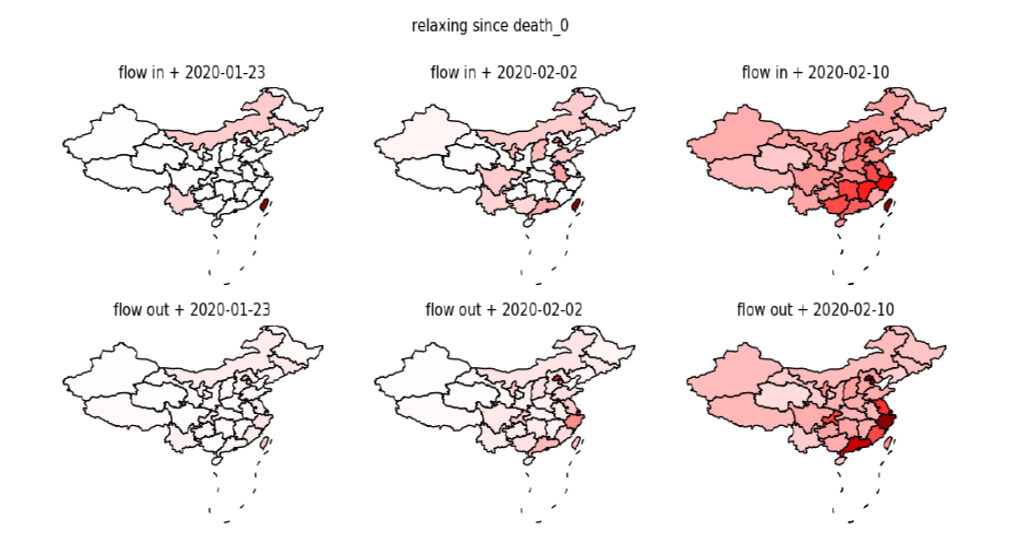 relaxing since death_0
flow in + 2020-01-23
flow in + 2020-02-02
flow in + 2020-02-10
flow out + 2020-01-23
flow out + 2020-02-02
flow out + 2020-02-10